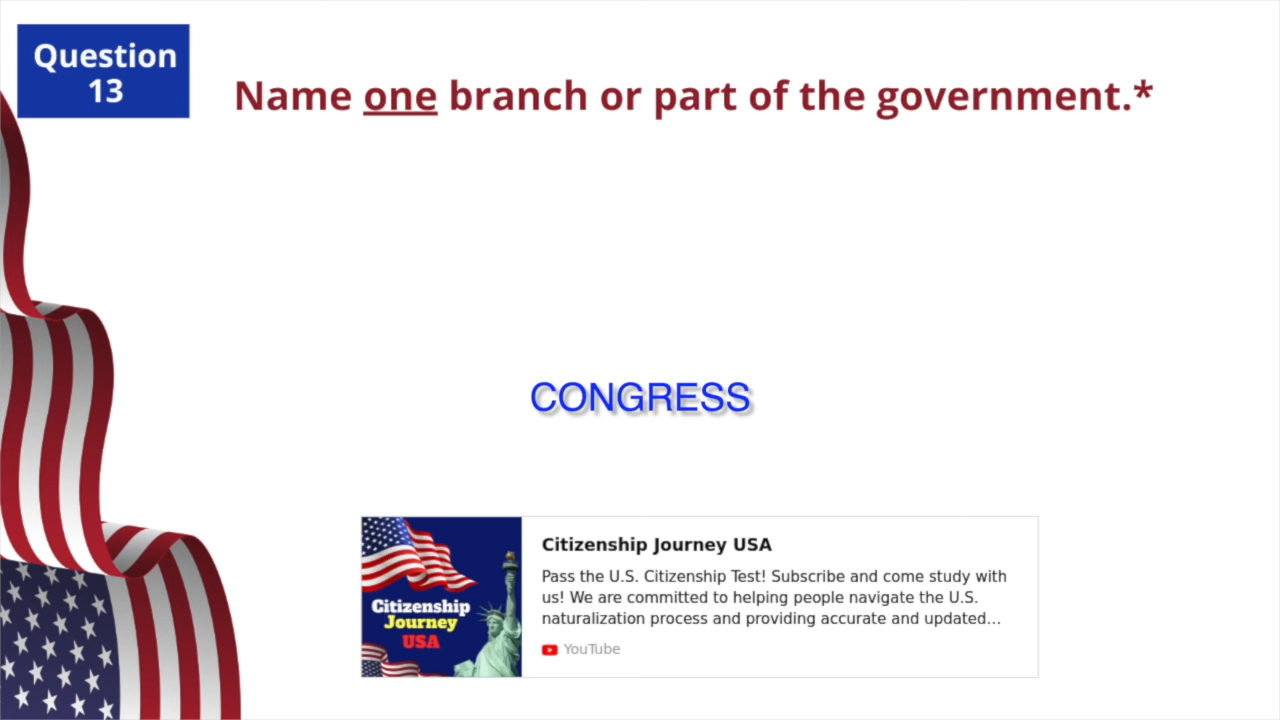 Question
13
Name one branch or part of the government.*
CONGRESS
Citizenship Journey USA
Pass the U.S. Citizenship Test! Subscribe and come study with
us! We are committed to helping people navigate the U.S.
naturalization process and providing accurate and updated...
YouTube
Citizenship
Journey
USA